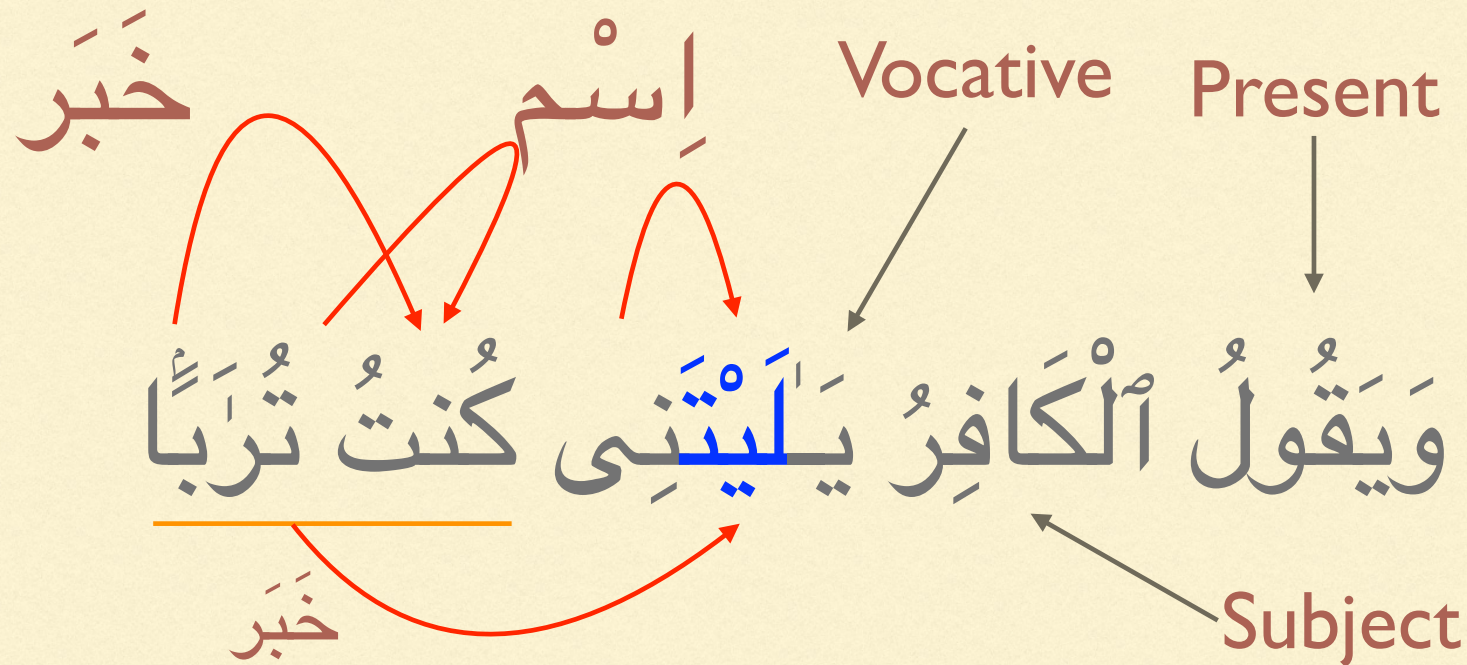 Present
Vocative
اِسْم
خَبَر
وَيَقُولُ ٱلْكَافِرُ يَـٰلَيْتَنِى كُنتُ تُرَٰبًۢا
Subject
خَبَر